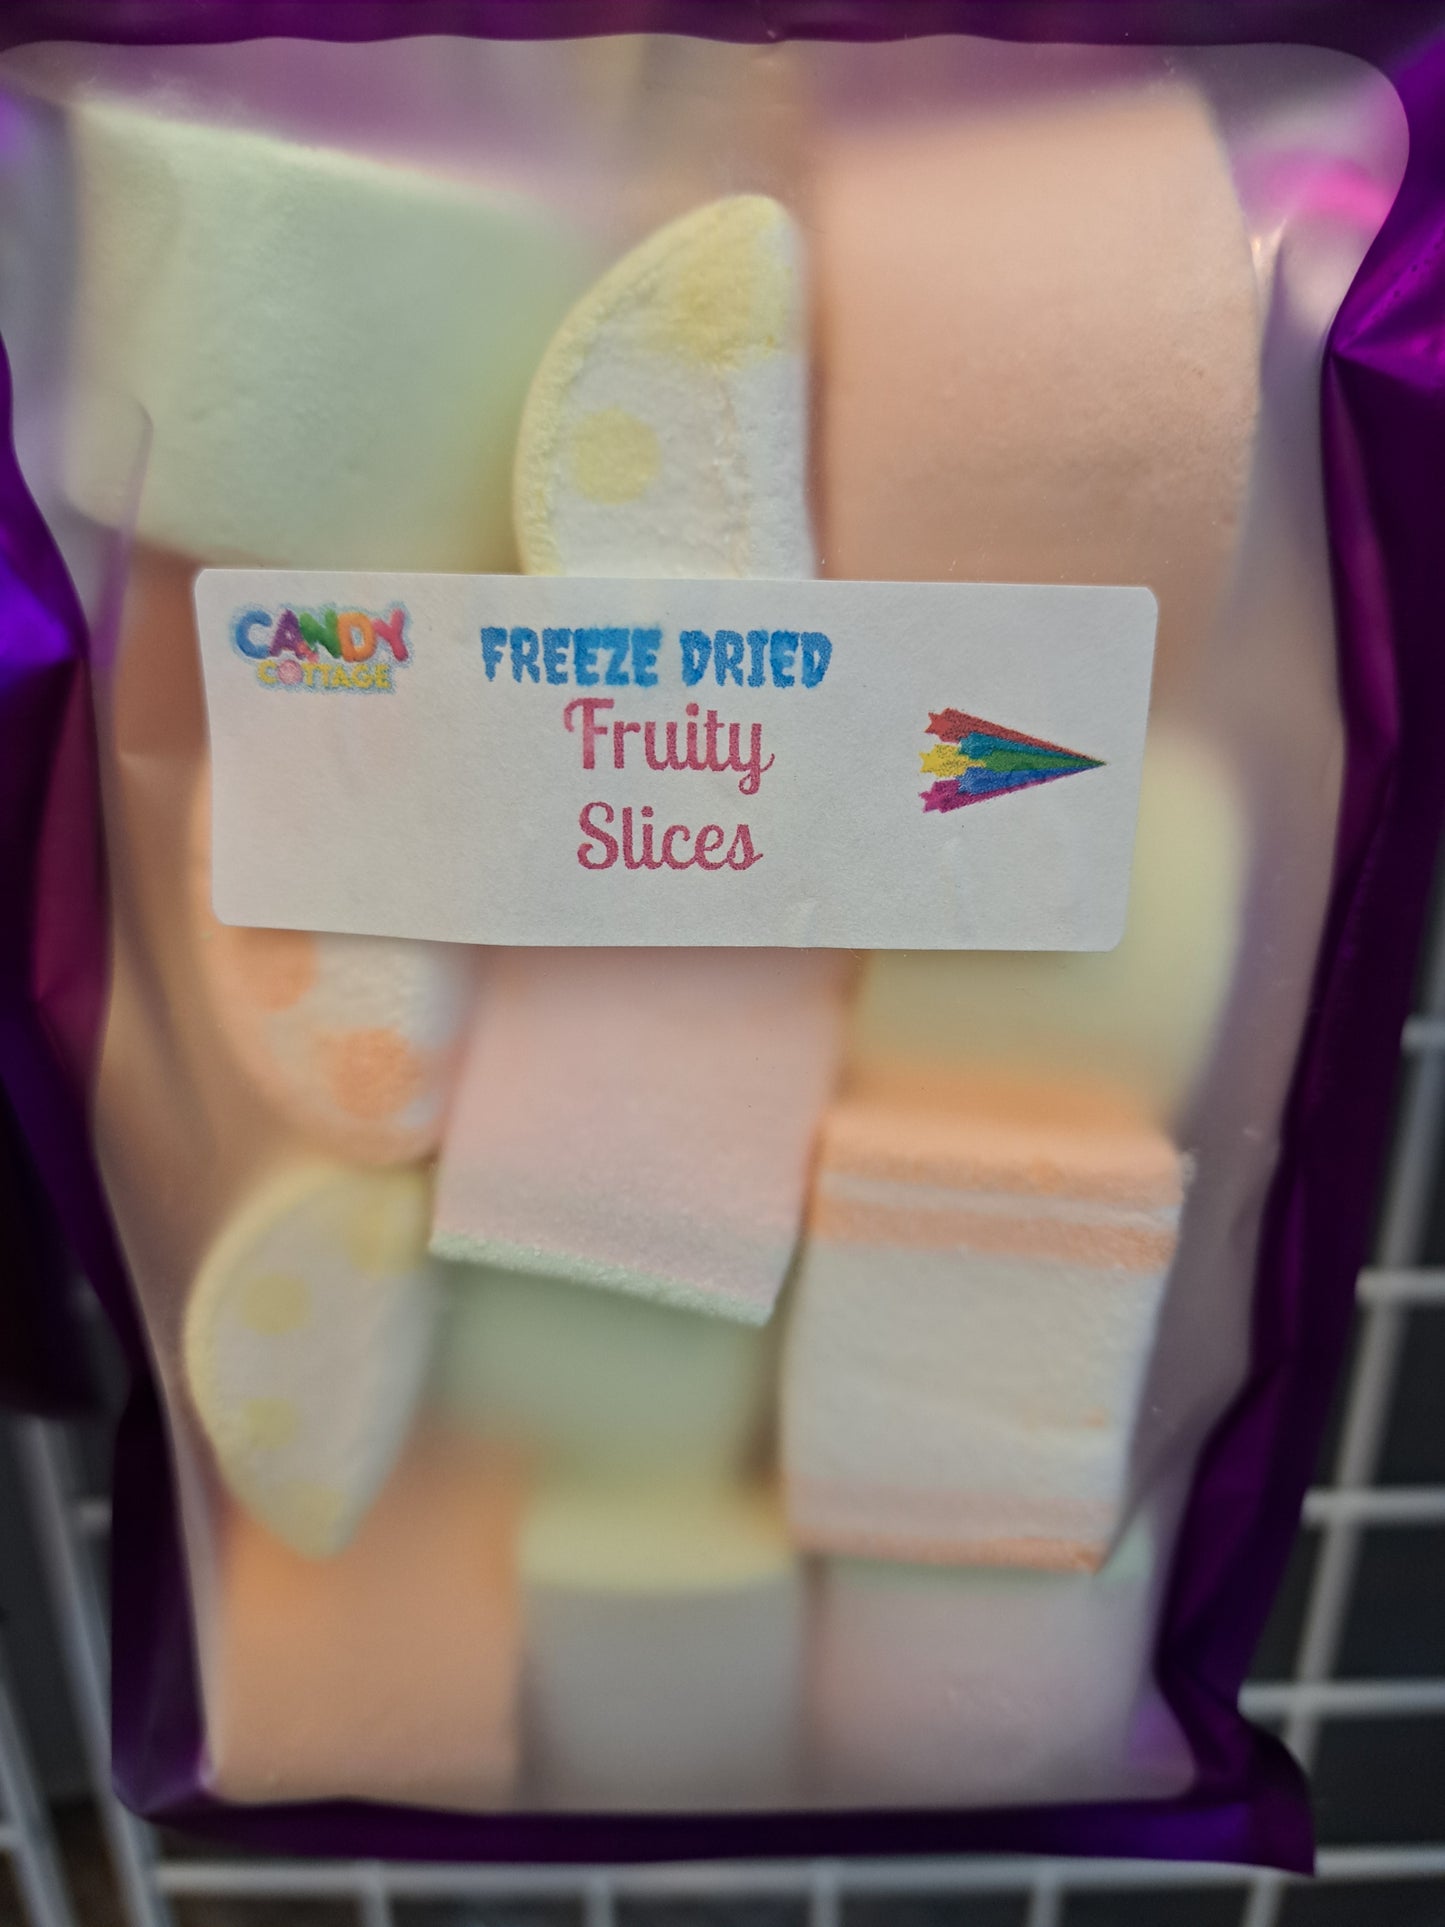 CANDY
COTTAGE
FREEZE DRIED
Fruity
Slices